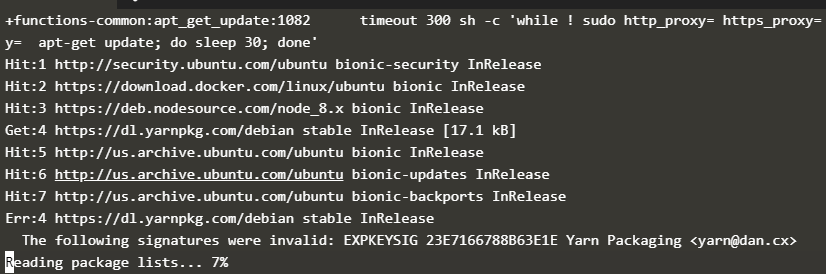 +functions-common:apt_get_update:1082      timeout 300 sh -c 'while ! sudo http_proxy= https_proxy=
y=  apt-get update; do sleep 30; done'
Hit:1 http://security.ubuntu.com/ubuntu bionic-security InRelease
Hit:2 https://download.docker.com/linux/ubuntu bionic InRelease
Hit:3 https://deb.nodesource.com/node_8.x bionic InRelease
Get:4 https://dl.yarnpkg.com/debian stable InRelease [17.1 kB]
Hit:5 http://us.archive.ubuntu.com/ubuntu bionic InRelease
Hit:6 http://us.archive.ubuntu.com/ubuntu bionic-updates InRelease
Hit:7 http://us.archive.ubuntu.com/ubuntu bionic-backports InRelease
Err:4 https://dl.yarnpkg.com/debian stable InRelease
  The following signatures were invalid: EXPKEYSIG 23E7166788B63E1E Yarn Packaging <yarn@dan.cx>
Reading package lists... 7%